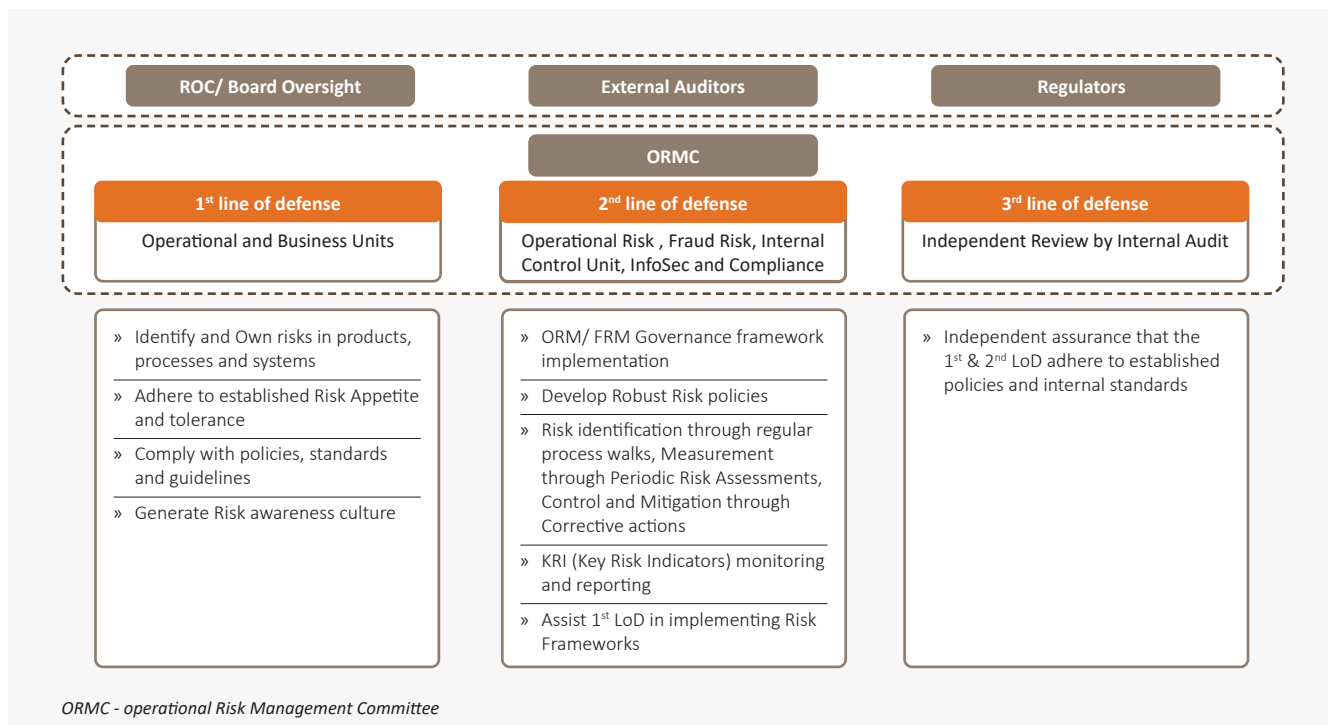 ROC/ Board Oversight
External Auditors
Regulators
ORMC
1st line of defense
Operational and Business Units
2nd line of defense
Operational Risk , Fraud Risk, Internal
Control Unit, InfoSec and Compliance
3rd line of defense
Independent Review by Internal Audit
» Identify and Own risks in products,
processes and systems
» Adhere to established Risk Appetite
and tolerance
» Comply with policies, standards
and guidelines
» Generate Risk awareness culture
» ORM/ FRM Governance framework
implementation
» Develop Robust Risk policies
» Risk identification through regular
process walks, Measurement
through Periodic Risk Assessments,
Control and Mitigation through
Corrective actions
» KRI (Key Risk Indicators) monitoring
and reporting
» Assist 1st LoD in implementing Risk
Frameworks
» Independent assurance that the
1st & 2nd LoD adhere to established
policies and internal standards
ORMC - operational Risk Management Committee